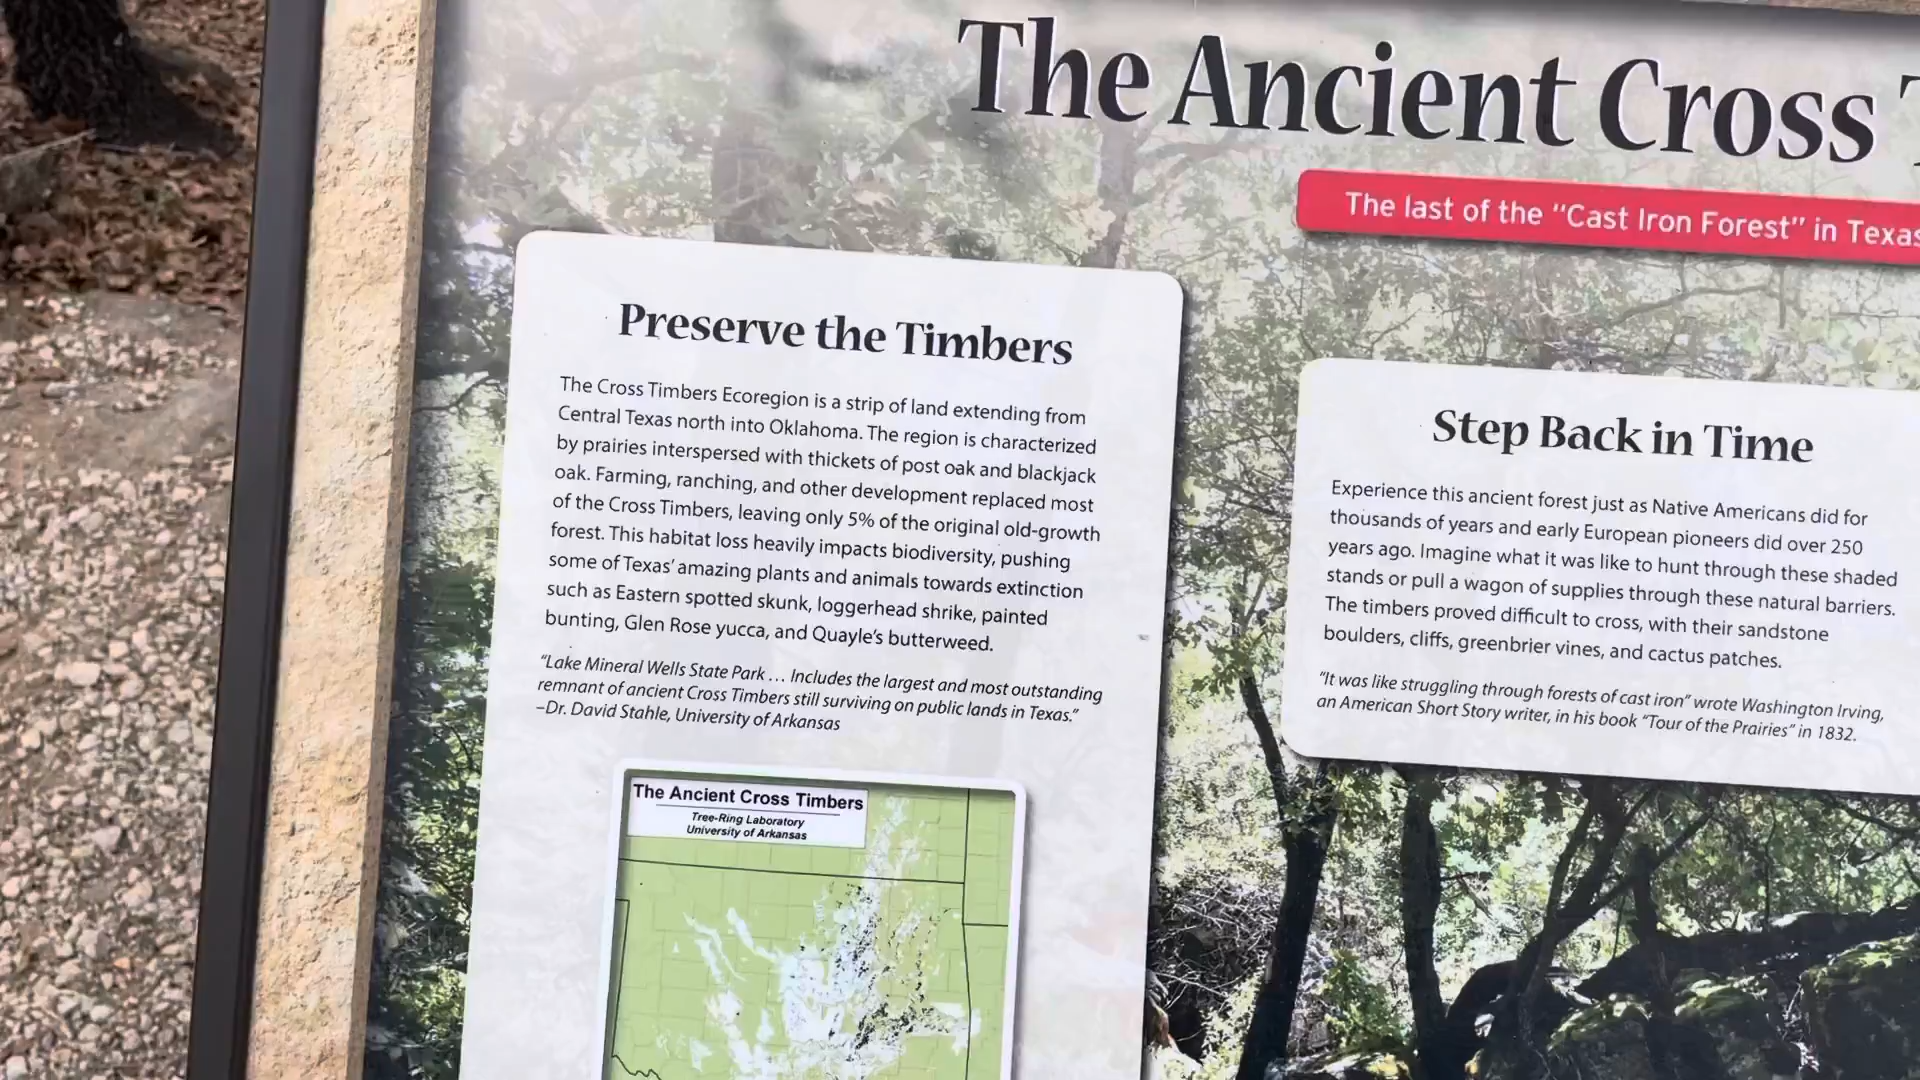 The Ancient Cross
The last of the "Cast Iron Forest" in Texas
Preserve the Timbers
The Cross Timbers Ecoregion is a strip of land extending from
Central Texas north into Oklahoma. The region is characterized
by prairies interspersed with thickets of post oak and blackjack
oak. Farming, ranching, and other development replaced most
of the Cross Timbers, leaving only 5% of the original old-growth
forest. This habitat loss heavily impacts biodiversity, pushing
some of Texas' amazing plants and animals towards extinction
such as Eastern spotted skunk, loggerhead shrike, painted
bunting, Glen Rose yucca, and Quayle's butterweed.
"Lake Mineral Wells State Park ... Includes the largest and most outstanding
remnant of ancient Cross Timbers still surviving on public lands in Texas."
–Dr. David Stahle, University of Arkansas
The Ancient Cross Timbers
Tree-Ring Laboratory
University of Arkansas
Step Back in Time
Experience this ancient forest just as Native Americans did for
thousands of years and early European pioneers did over 250
years ago. Imagine what it was like to hunt through these shaded
stands or pull a wagon of supplies through these natural barriers.
The timbers proved difficult to cross, with their sandstone
boulders, cliffs, greenbrier vines, and cactus patches.
"It was like struggling through forests of cast iron" wrote Washington Irving,
an American Short Story writer, in his book "Tour of the Prairies" in 1832.